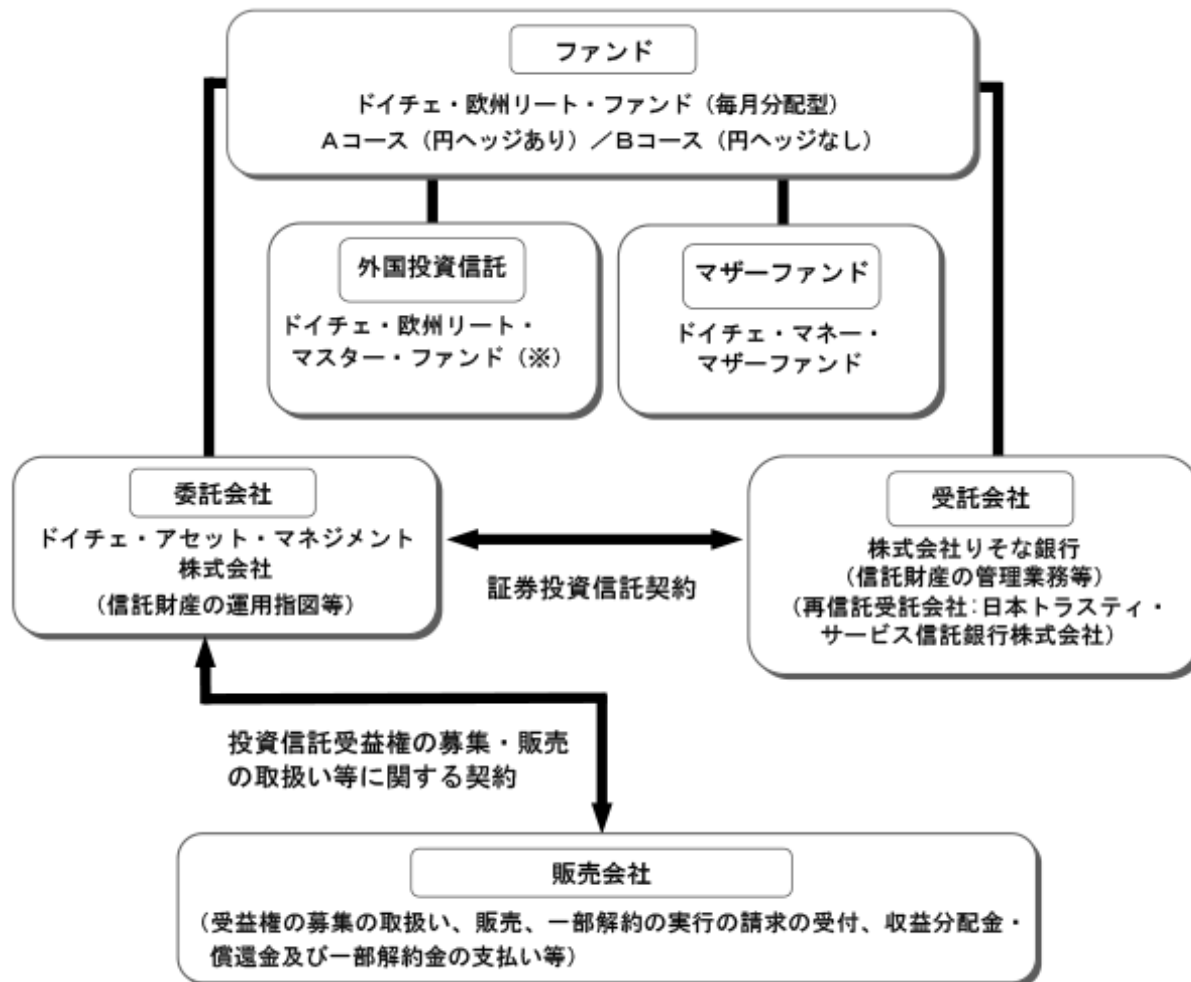 ファンド
ドイチェ・欧州リート・ファンド（毎月分配型）
Ａコース（円ヘッジあり）／Ｂコース（円ヘッジなし）
外国投資信託
ドイチェ・欧州リート・
マスター・ファンド（※）
マザーファンド
ドイチェ・マネー・
マザーファンド
委託会社
ドイチェ・アセット・マネジメント
株式会社
（信託財産の運用指図等）
証券投資信託契約
受託会社
株式会社りそな銀行
（信託財産の管理業務等）
（再信託受託会社：日本トラスティ・
サービス信託銀行株式会社）
投資信託受益権の募集・販売
の取扱い等に関する契約
販売会社
（受益権の募集の取扱い、販売、一部解約の実行の請求の受付、収益分配金・
償還金及び一部解約金の支払い等）